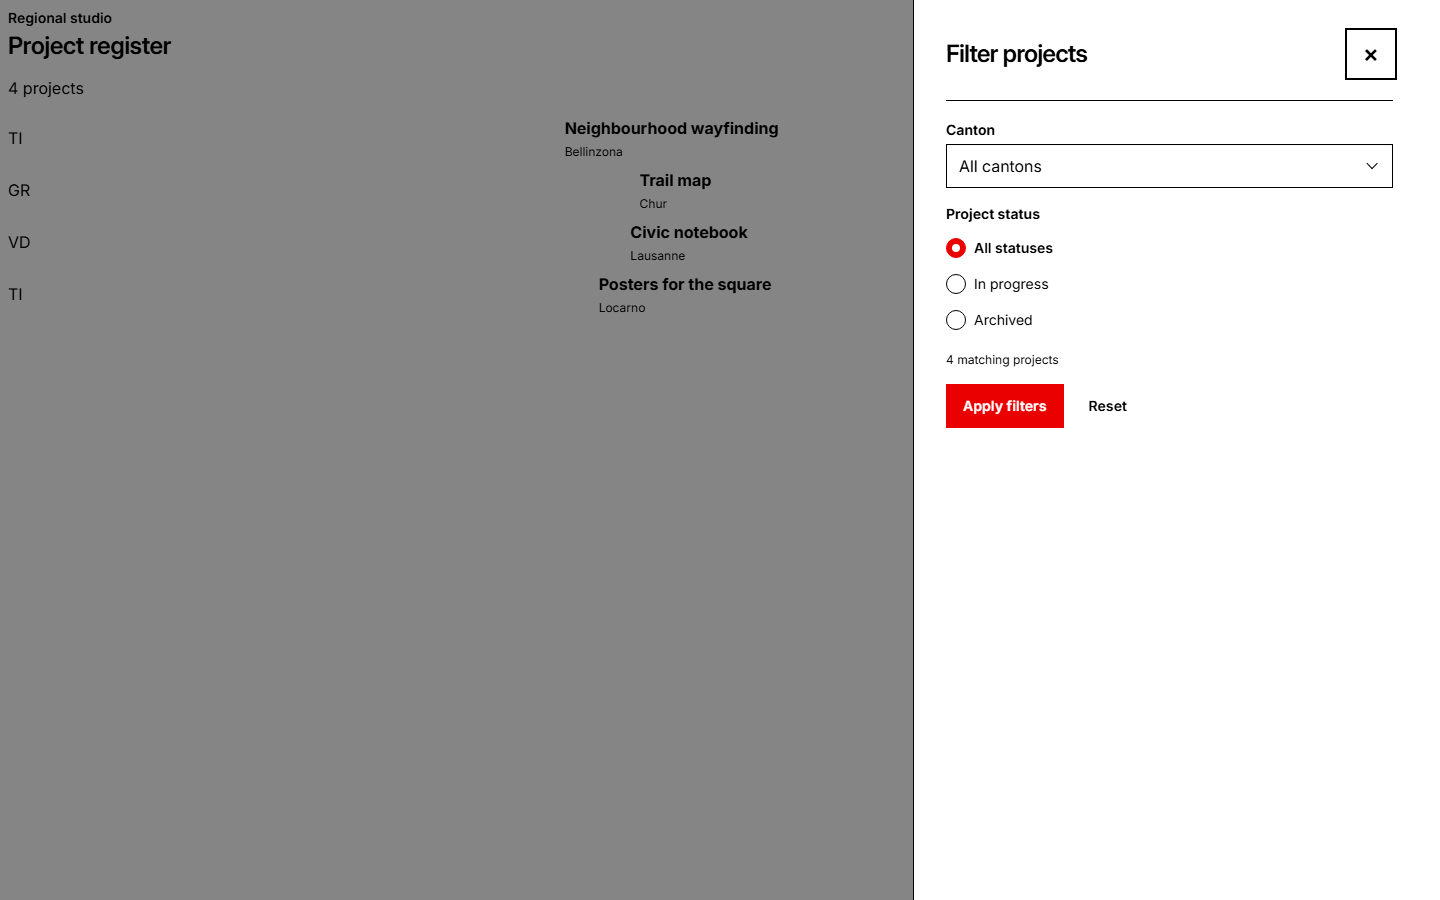 Regional studio
Project register
4 projects
TI
Neighbourhood wayfinding
Bellinzona
GR
Trail map
Chur
VD
Civic notebook
Lausanne
TI
Posters for the square
Locarno
Filter projects
Canton
All cantons
Project status
All statuses
In progress
Archived
4 matching projects
Apply filters
Reset